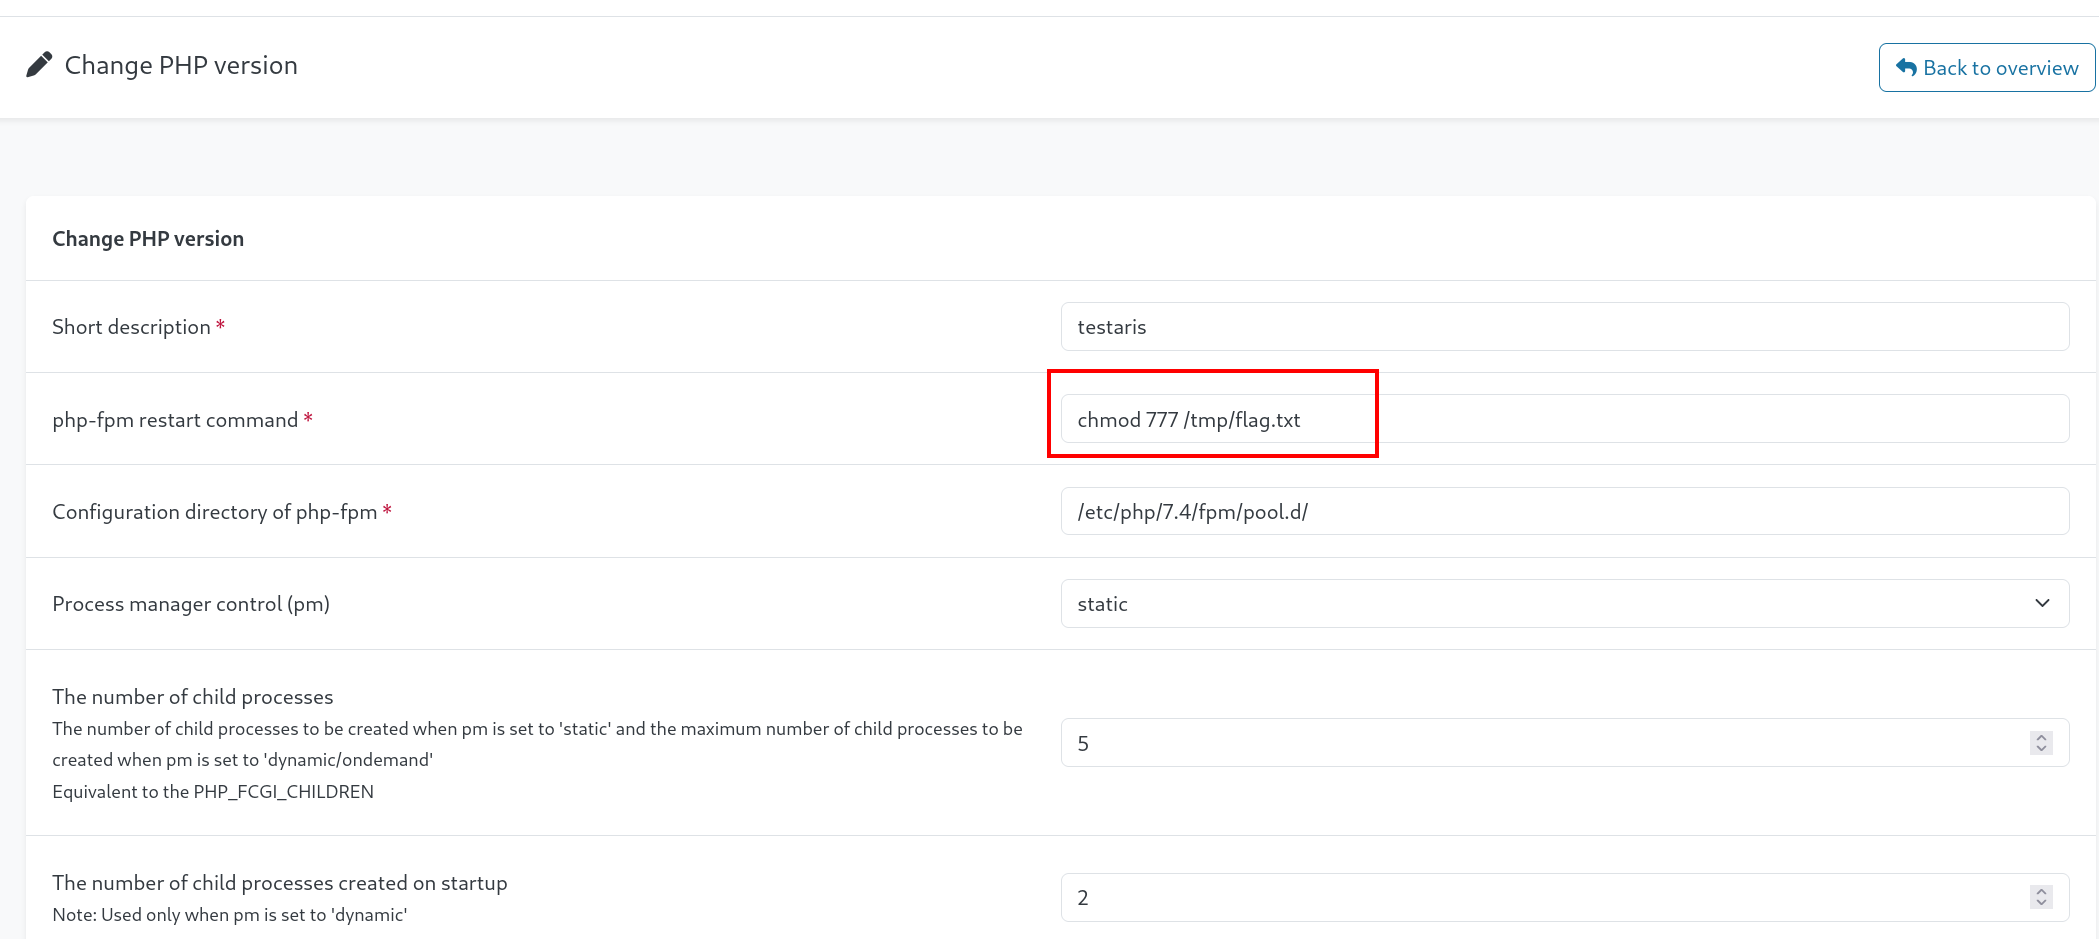 Change PHP version
Back to overview
Change PHP version
Short description *
testaris
php-fpm restart command *
chmod 777 /tmp/flag.txt
Configuration directory of php-fpm *
/etc/php/7.4/fpm/pool.d/
Process manager control (pm)
static
The number of child processes
The number of child processes to be created when pm is set to 'static' and the maximum number of child processes to be
created when pm is set to 'dynamic/ondemand'
Equivalent to the PHP_FCGI_CHILDREN
5
The number of child processes created on startup
Note: Used only when pm is set to 'dynamic'
2